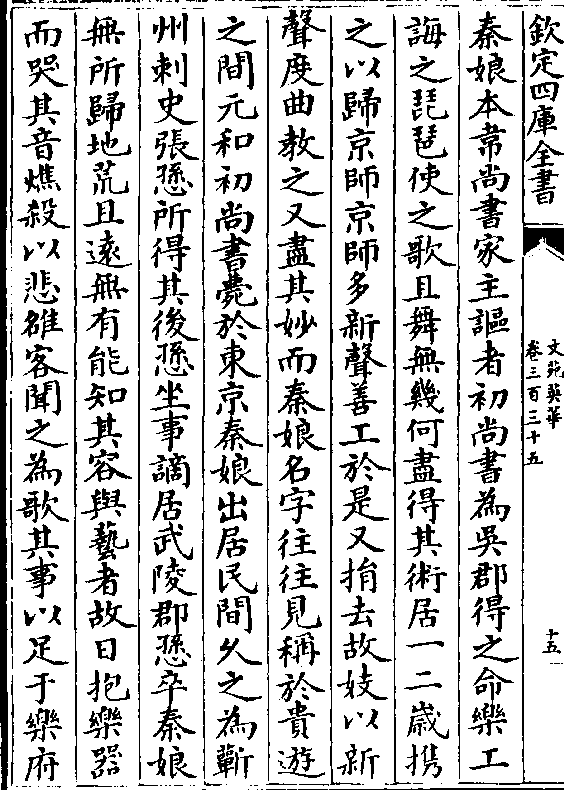 欽定四庫全書
文苑英華
卷三百三十五
十五
秦娘本韋尚書家主謳者初尚書為吳郡得之命樂工
誨之琵琶使之歌且舞無幾何盡得其術居一二歲携
之以歸京師京師多新聲善工於是又捐去故妓以新
聲度曲教之又盡其妙而秦娘名字往往見稱於貴遊
之間元和初尚書薨於東京秦娘出居民間乆之為蘄
州刺史張愻所得其後愻坐事謫居武陵郡愻卒秦娘
無所歸地荒且逺無有能知其容與藝者故日抱樂器
而哭其音燋殺以悲雒客聞之為歌其事以足于樂府